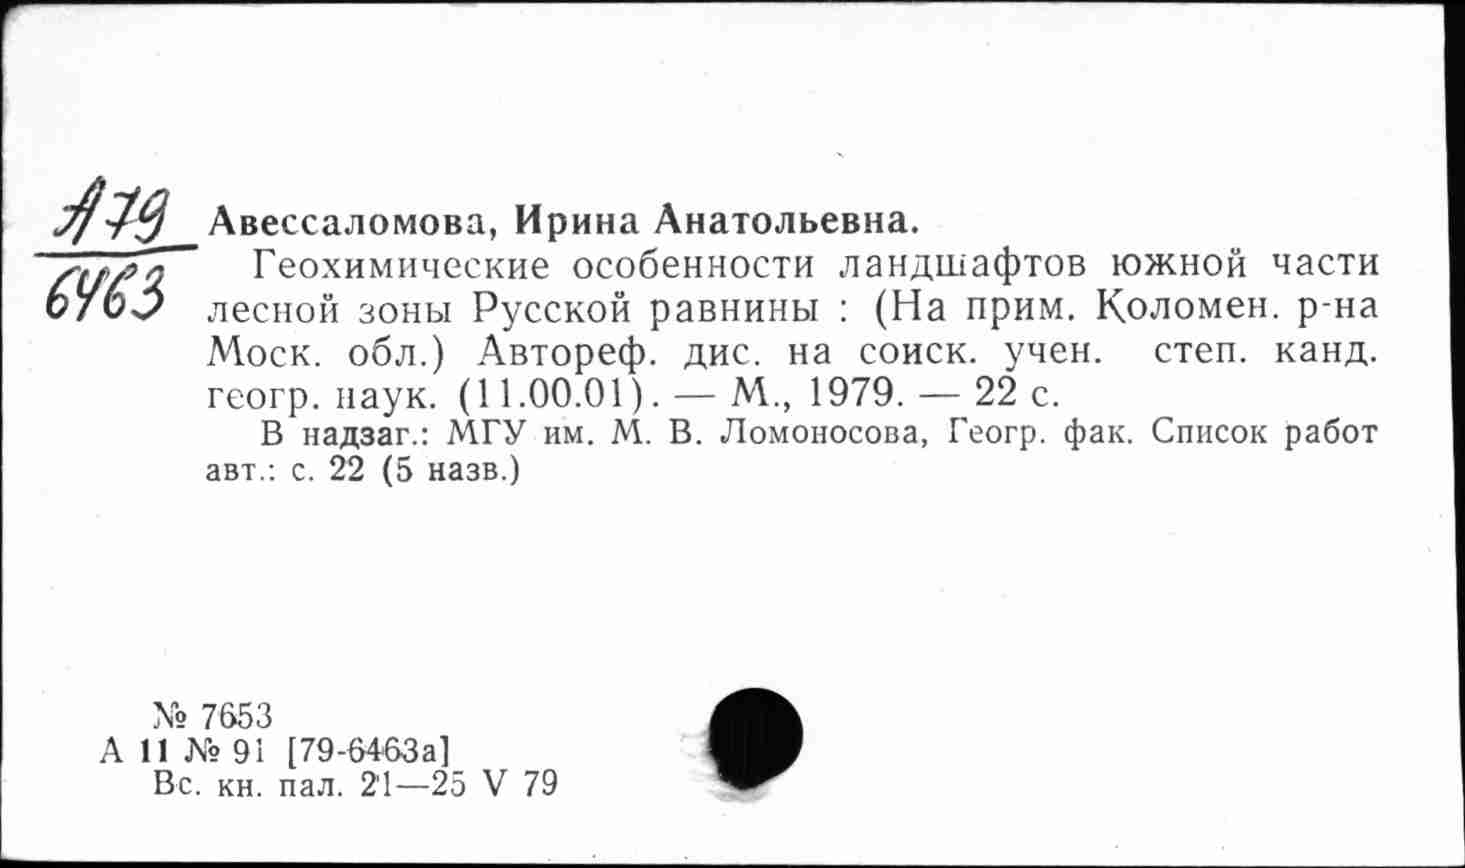 А79
6463
Авессаломова, Ирина Анатольевна.
Геохимические особенности ландшафтов южной части
лесной зоны Русской равнины : (На прим. Коломен. р-на
Моск. обл.) Автореф. дис. на соиск. учен. степ. канд.
геогр. наук. (11.00.01). — М., 1979. — 22 с.
В надзаг.: МГУ им. М. В. Ломоносова, Геогр. фак. Список работ
авт.: с. 22 (5 назв.)
№ 7653
А 11 № 91 [79-6463а]
Вс. кн. пал. 21—25 V 79